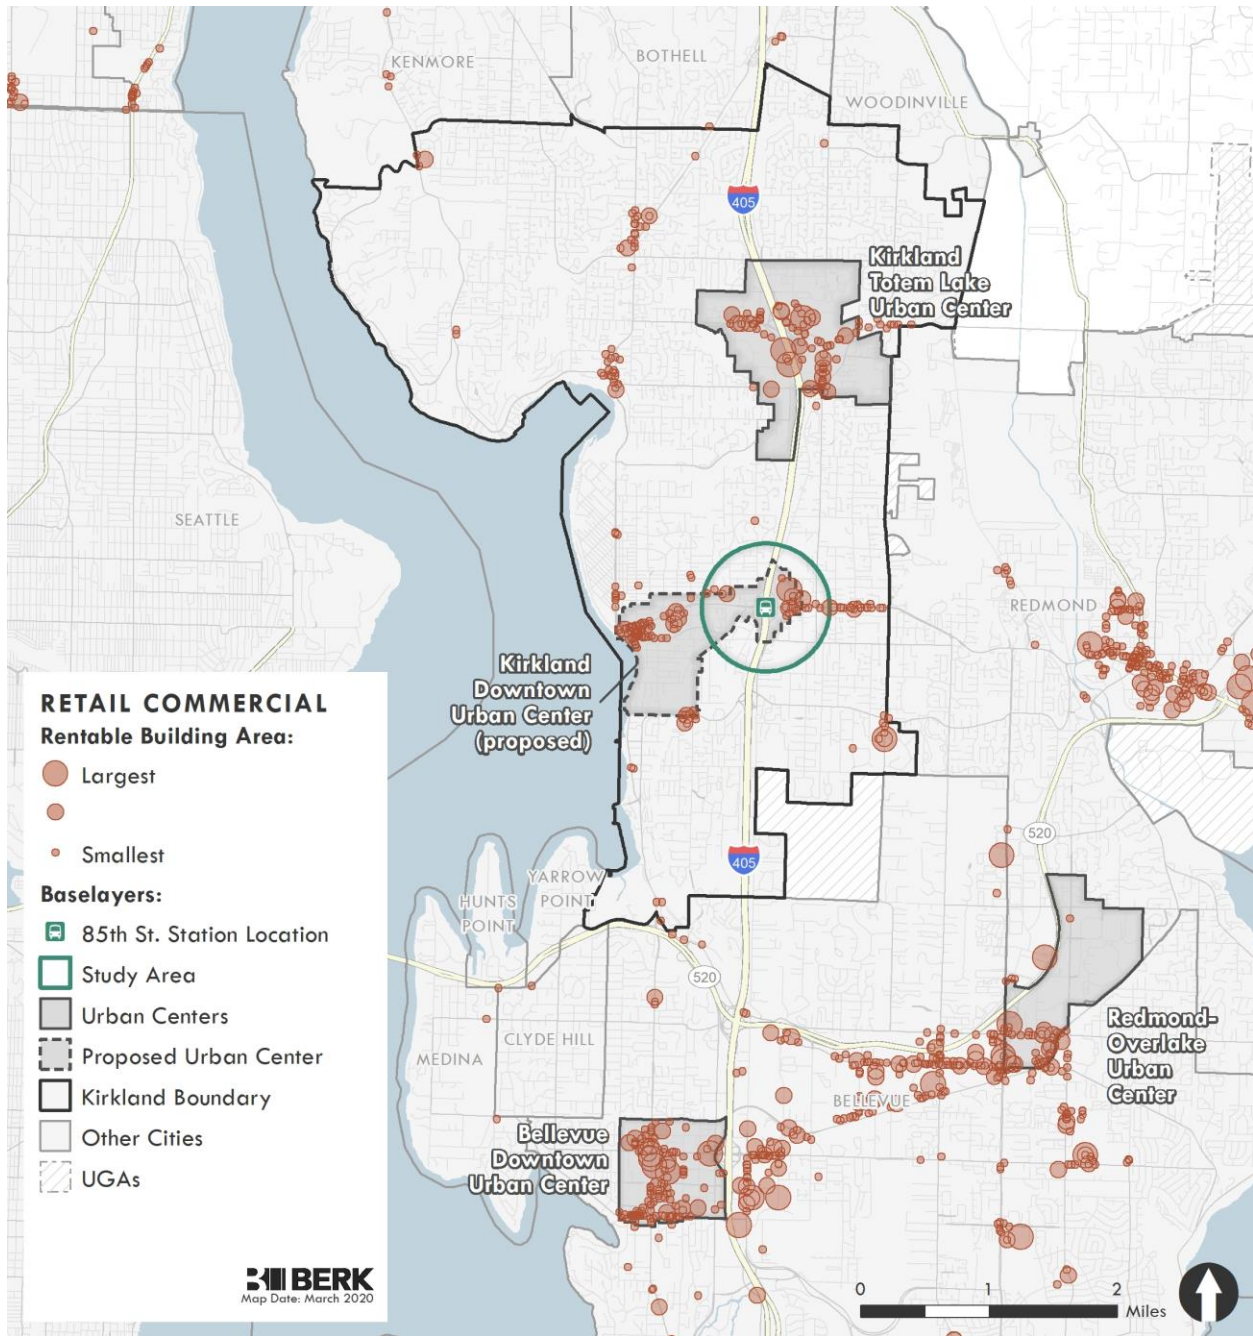 KENMORE
BOTHELL
WOODINVILLE
405
Kirkland
Totem Lake
Urban Center
SEATTLE
REDMOND
Kirkland
Downtown
Urban Center
(proposed)
RETAIL COMMERCIAL
Rentable Building Area:
Largest
Smallest
Baselayers:
85th St. Station Location
Study Area
Urban Centers
Proposed Urban Center
Kirkland Boundary
Other Cities
UGAs
BERK
Map Date: March 2020
520
405
YARROW
POINT
HUNTS
POINT
520
CLYDE HILL
MEDINA
Redmond-
Overlake
Urban
Center
BELLEVUE
Bellevue
Downtown
Urban Center
0 1 2
Miles